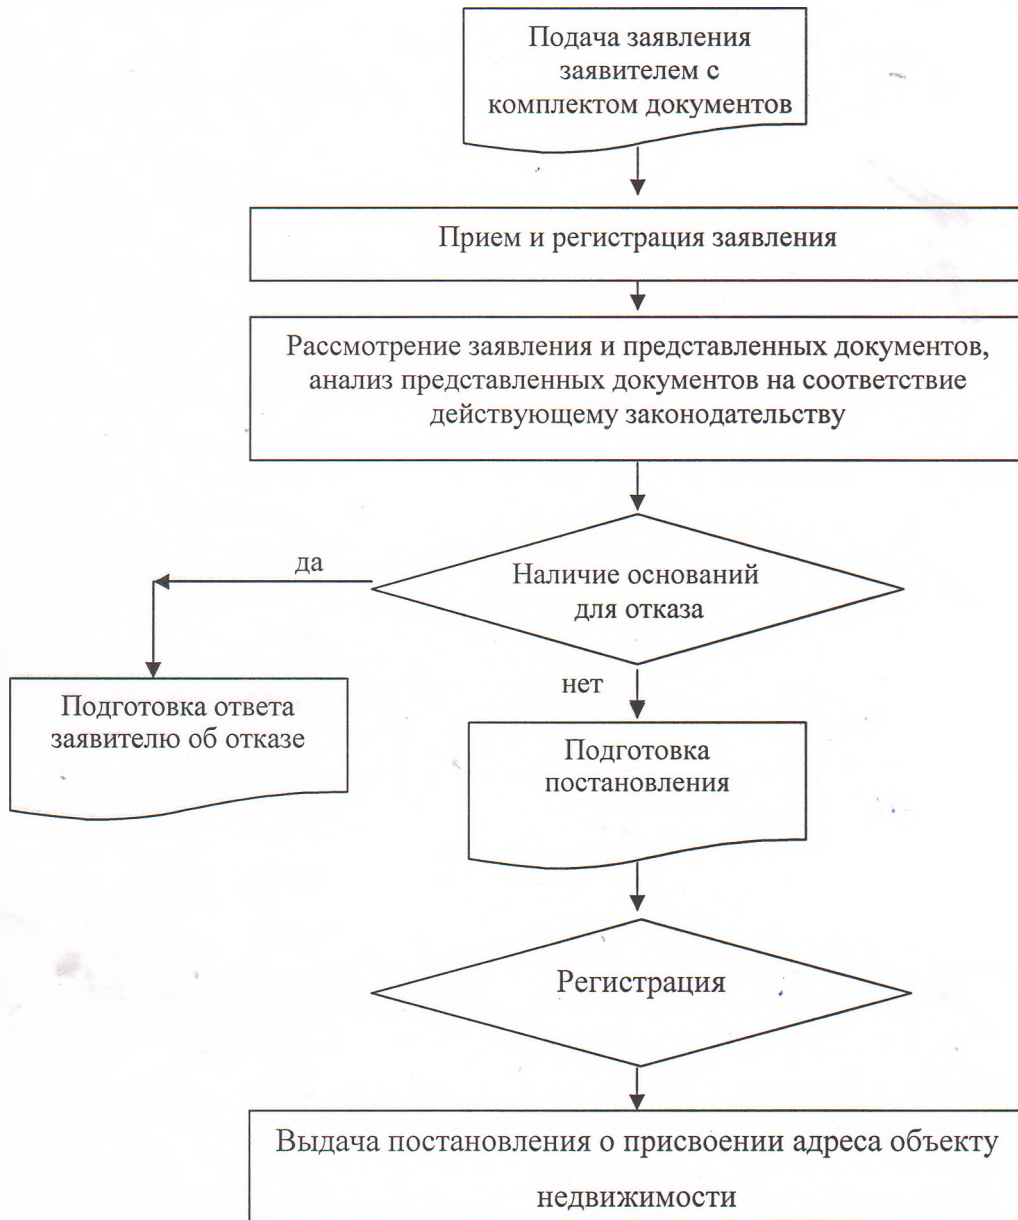 Подача заявления
заявителем с
комплектом документов
Прием и регистрация заявления
Рассмотрение заявления и представленных документов,
анализ представленных документов на соответствие
действующему законодательству
да
Наличие оснований
для отказа
нет
Подготовка ответа
заявителю об отказе
Подготовка
постановления
Регистрация
Выдача постановления о присвоении адреса объекту
недвижимости